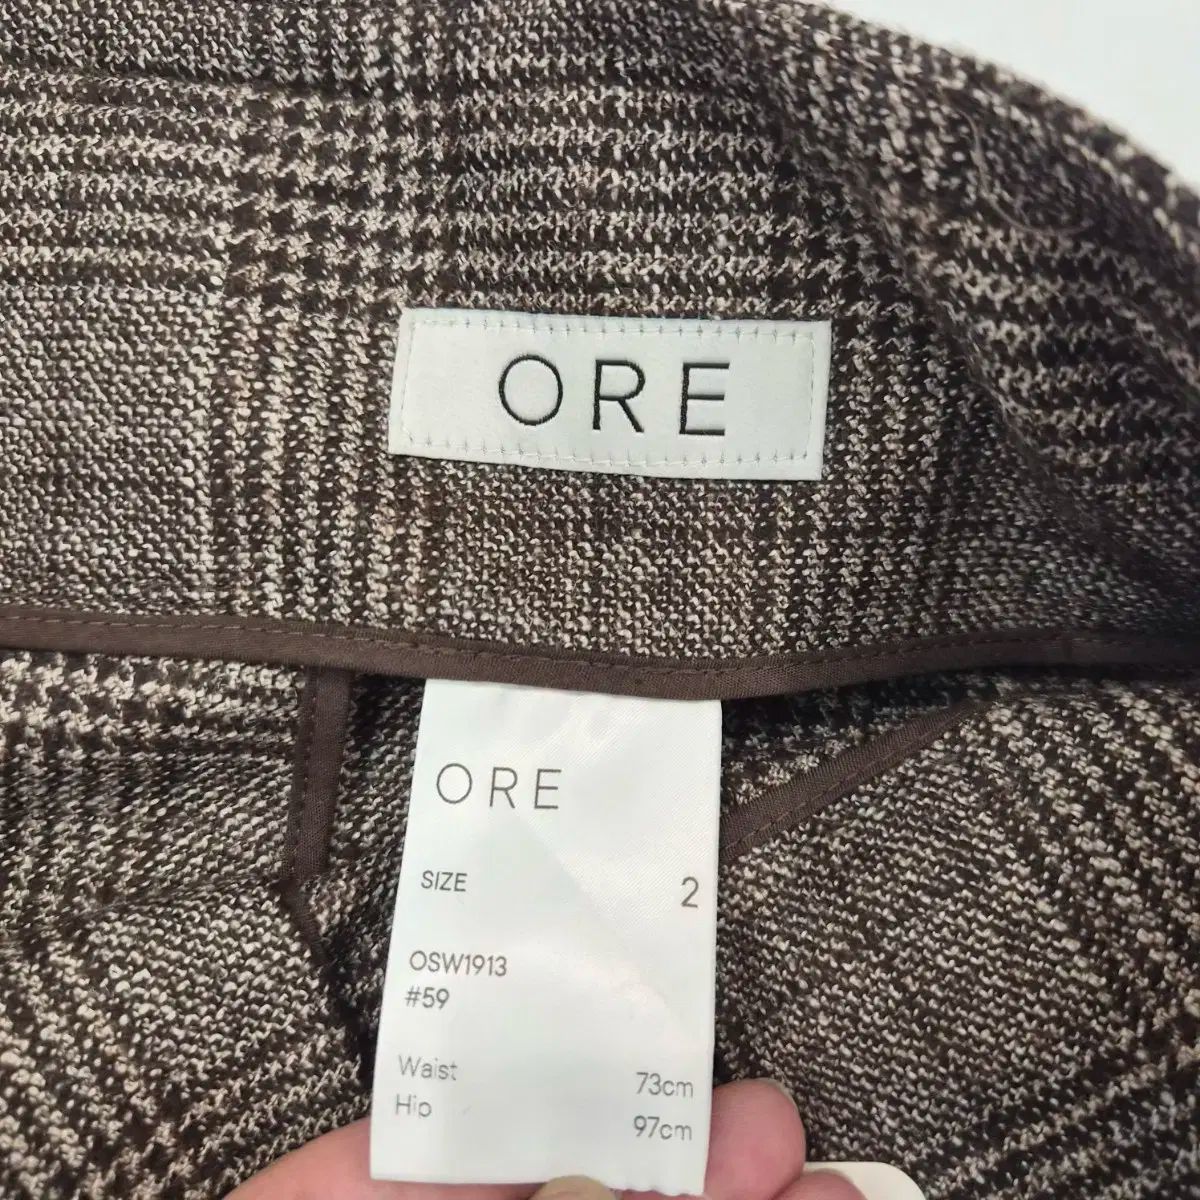 ORE
ORE
SIZE 2
OSW1913
#59
Waist 73cm
Hip 97cm